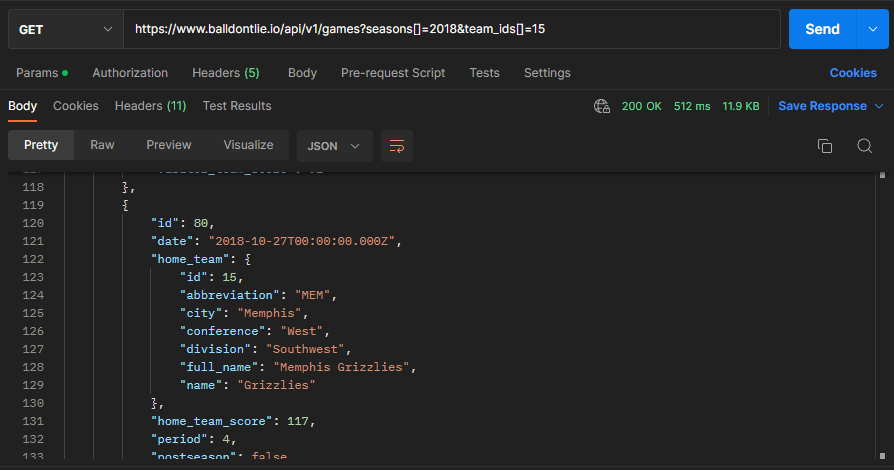 GET https://www.balldontlie.io/api/v1/games?seasons[]=2018&team_ids[]=15 Send
Params Authorization Headers (5) Body Pre-request Script Tests Settings Cookies
Body Cookies Headers (11) Test Results 200 OK 512 ms 11.9 KB Save Response
Pretty Raw Preview Visualize JSON
118 },
119 {
120 "id": 80,
121 "date": "2018-10-27T00:00:00.000Z",
122 "home_team": {
123 "id": 15,
124 "abbreviation": "MEM",
125 "city": "Memphis",
126 "conference": "West",
127 "division": "Southwest",
128 "full_name": "Memphis Grizzlies",
129 "name": "Grizzlies"
130 },
131 "home_team_score": 117,
132 "period": 4,
133 "postseason": false